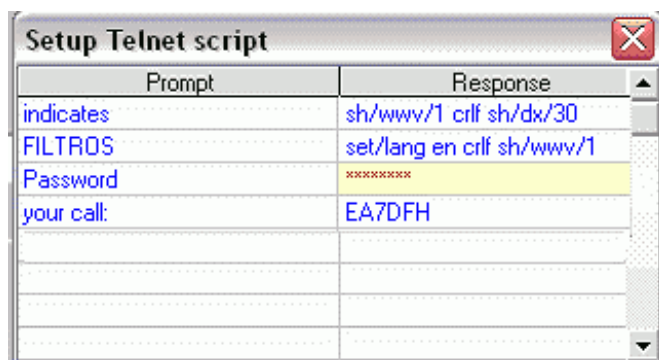 Setup Telnet script
Prompt Response
indicates sh/wwv/1 crlf sh/dx/30
FILTROS set/lang en crlf sh/wwv/1
Password ********
your call: EA7DFH